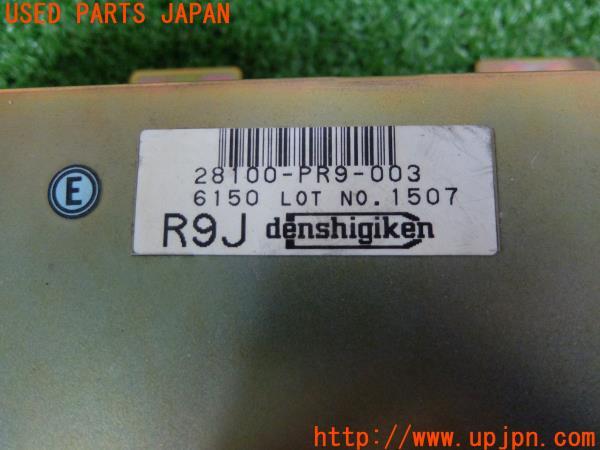 USED PARTS JAPAN
28100-PR9-003
6150 LOT NO.1507
R9J denshigiken
E
http://www.upjpn.com/